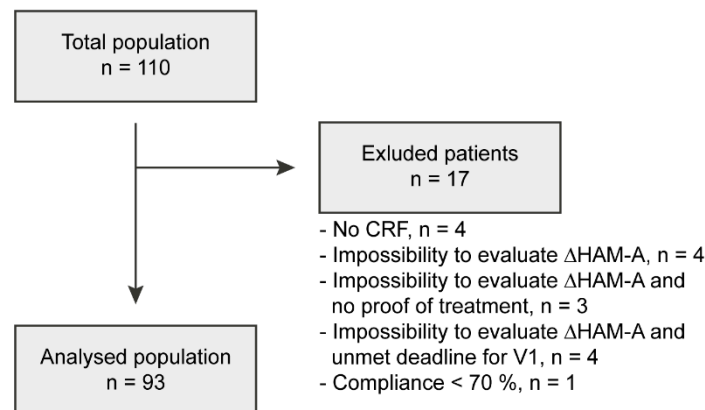 Total population
n = 110
Exluded patients
n = 17
- No CRF, n = 4
- Impossibility to evaluate ΔHAM-A, n = 4
- Impossibility to evaluate ΔHAM-A and
no proof of treatment, n = 3
- Impossibility to evaluate ΔHAM-A and
unmet deadline for V1, n = 4
- Compliance < 70 %, n = 1
Analysed population
n = 93